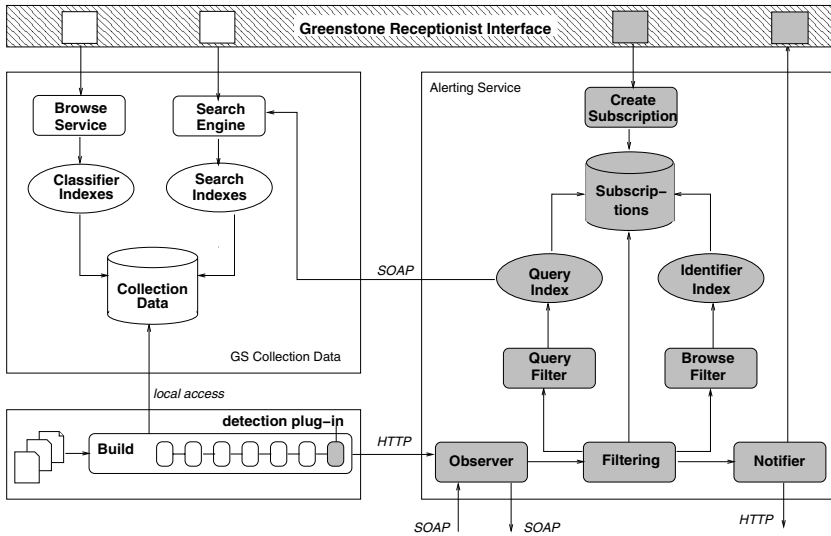 Greenstone Receptionist Interface
Browse
Service
Search
Engine
Classifier
Indexes
Search
Indexes
Collection
Data
GS Collection Data
local access
detection plug–in
Build
HTTP
SOAP
Alerting Service
Create
Subscription
Subscrip–
tions
Query
Index
Identifier
Index
Query
Filter
Browse
Filter
Observer
Filtering
Notifier
SOAP
SOAP
HTTP